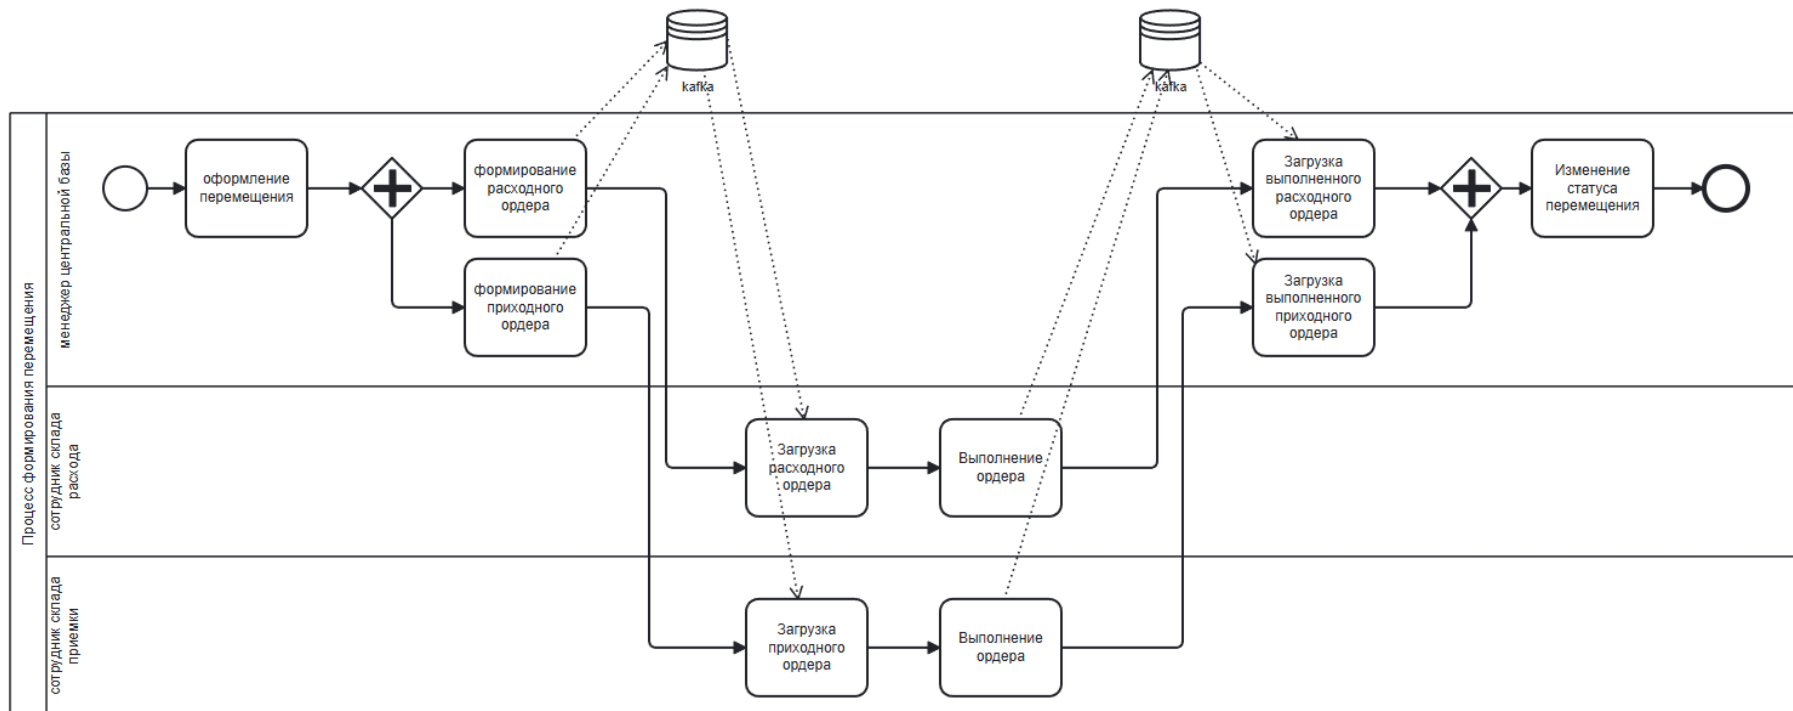 kafka
kafka
Процесс формирования перемещения
менеджер центральной базы
оформление
перемещения
формирование
расходного
ордера
формирование
приходного
ордера
Загрузка
выполненного
расходного
ордера
Загрузка
выполненного
приходного
ордера
Изменение
статуса
перемещения
сотрудник склада
расхода
Загрузка
расходного
ордера
Выполнение
ордера
сотрудник склада
приемки
Загрузка
приходного
ордера
Выполнение
ордера